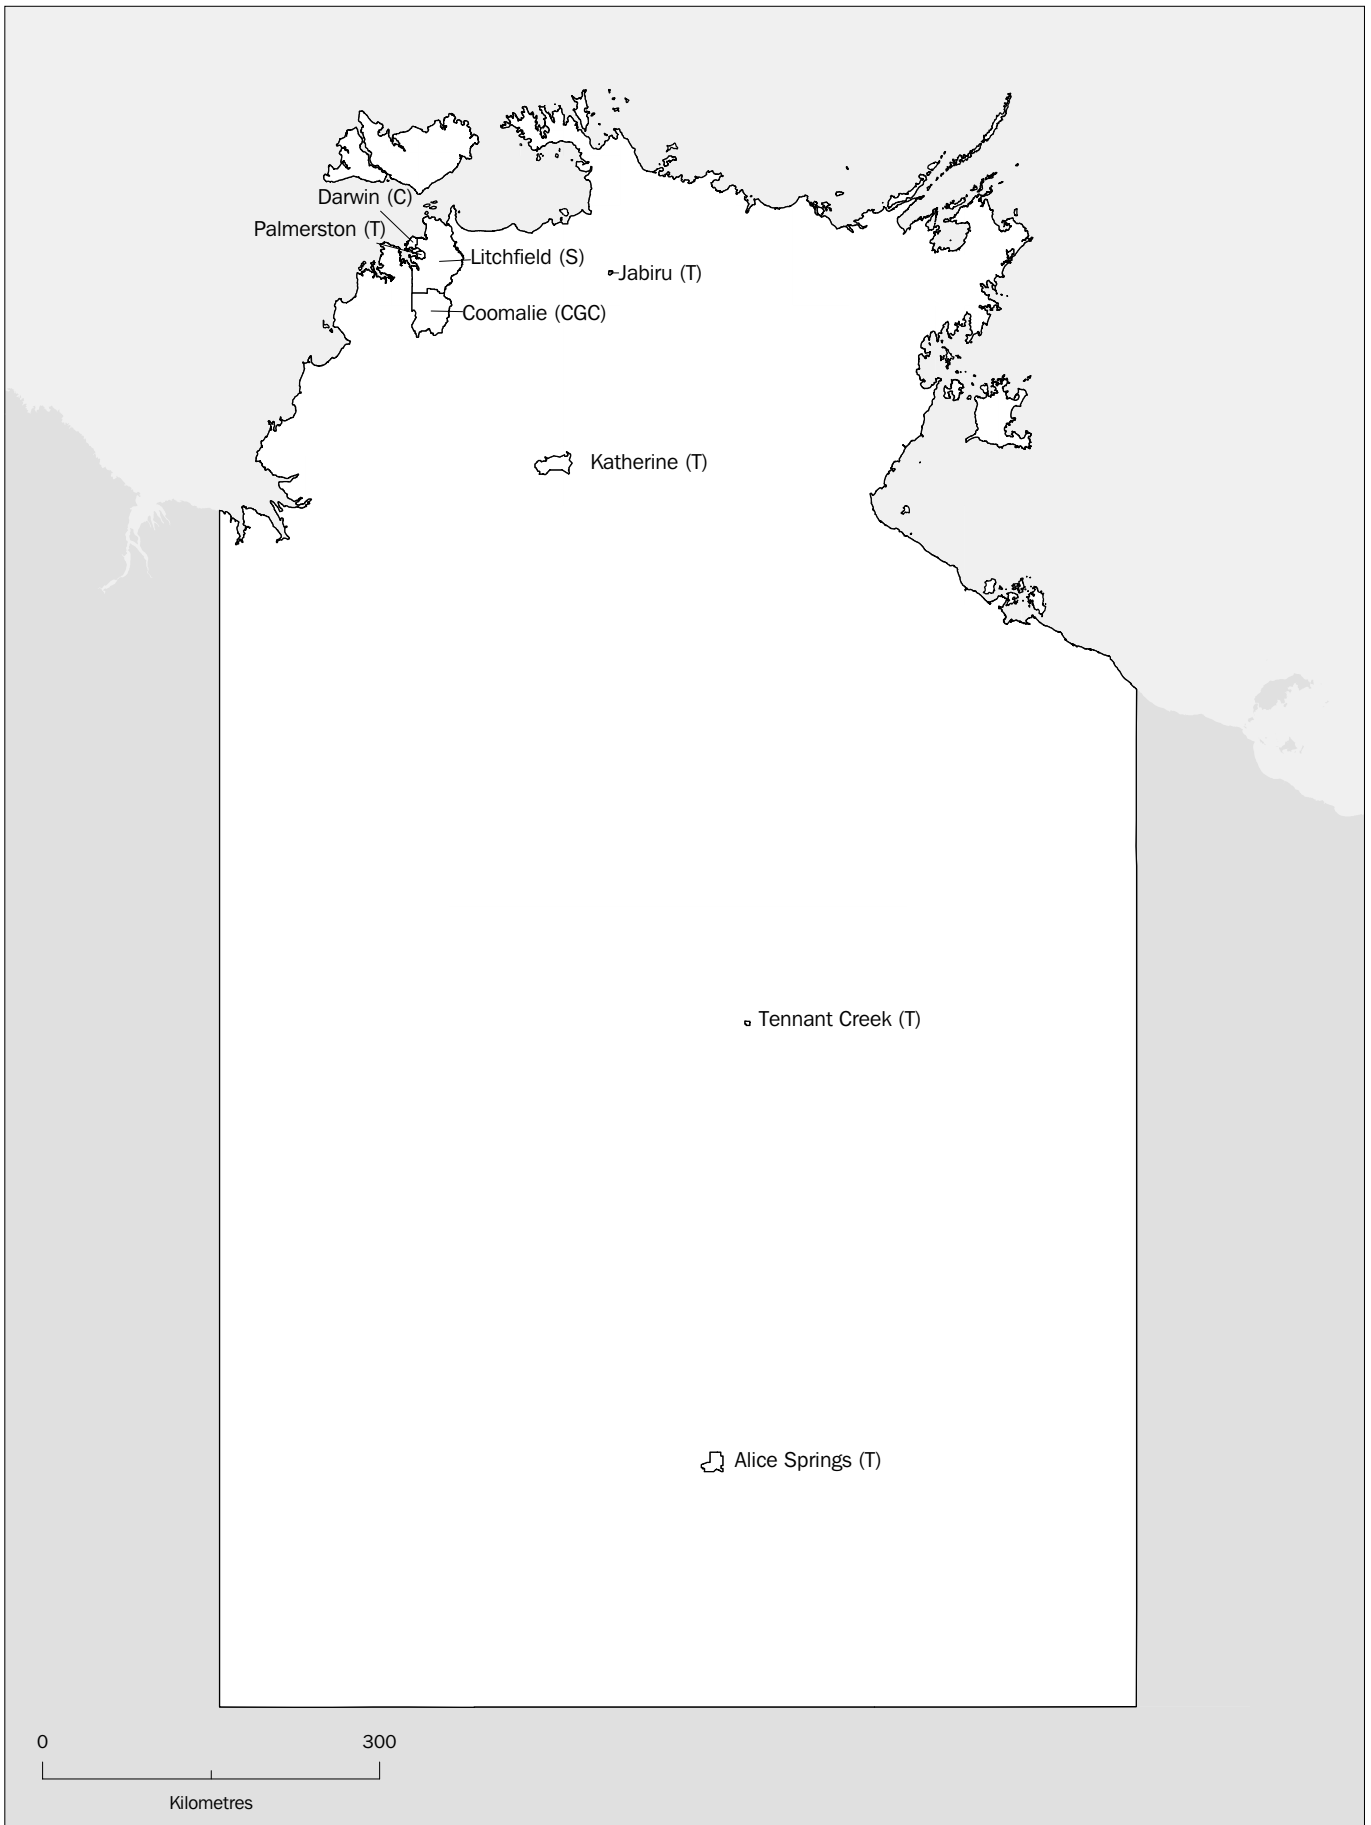 Darwin (C)
Palmerston (T)
Litchfield (S)
Jabiru (T)
Coomalie (CGC)
Katherine (T)
Tennant Creek (T)
Alice Springs (T)
0 300
Kilometres